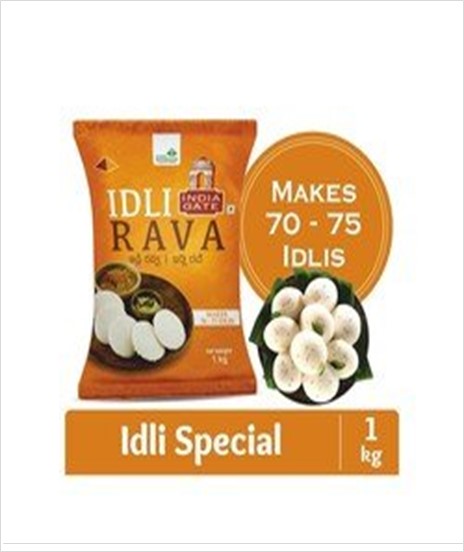 IDLI
INDIA
GATE
RAVA
MAKES
70 - 75
IDLIS
1 kg
Idli Special
1
kg